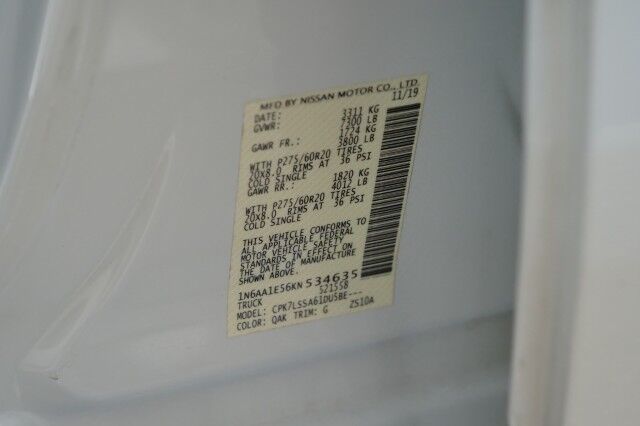 MFD BY NISSAN MOTOR CO., LTD.
DATE: 11/19
GVWR: 3311 KG
7300 LB
GAWR FR.: 1724 KG
3800 LB
WITH P275/60R20 TIRES
20X8.0 RIMS AT 36 PSI
COLD SINGLE
GAWR RR.: 1820 KG
4012 LB
WITH P275/60R20 TIRES
20X8.0 RIMS AT 36 PSI
COLD SINGLE
THIS VEHICLE CONFORMS TO
ALL APPLICABLE FEDERAL
MOTOR VEHICLE SAFETY
STANDARDS IN EFFECT ON
THE DATE OF MANUFACTURE
SHOWN ABOVE.
1N6AA1E56KN534635
TRUCK S21558
MODEL: CPK7LSSA61DU5BE---
COLOR: QAK TRIM: G ZS10A